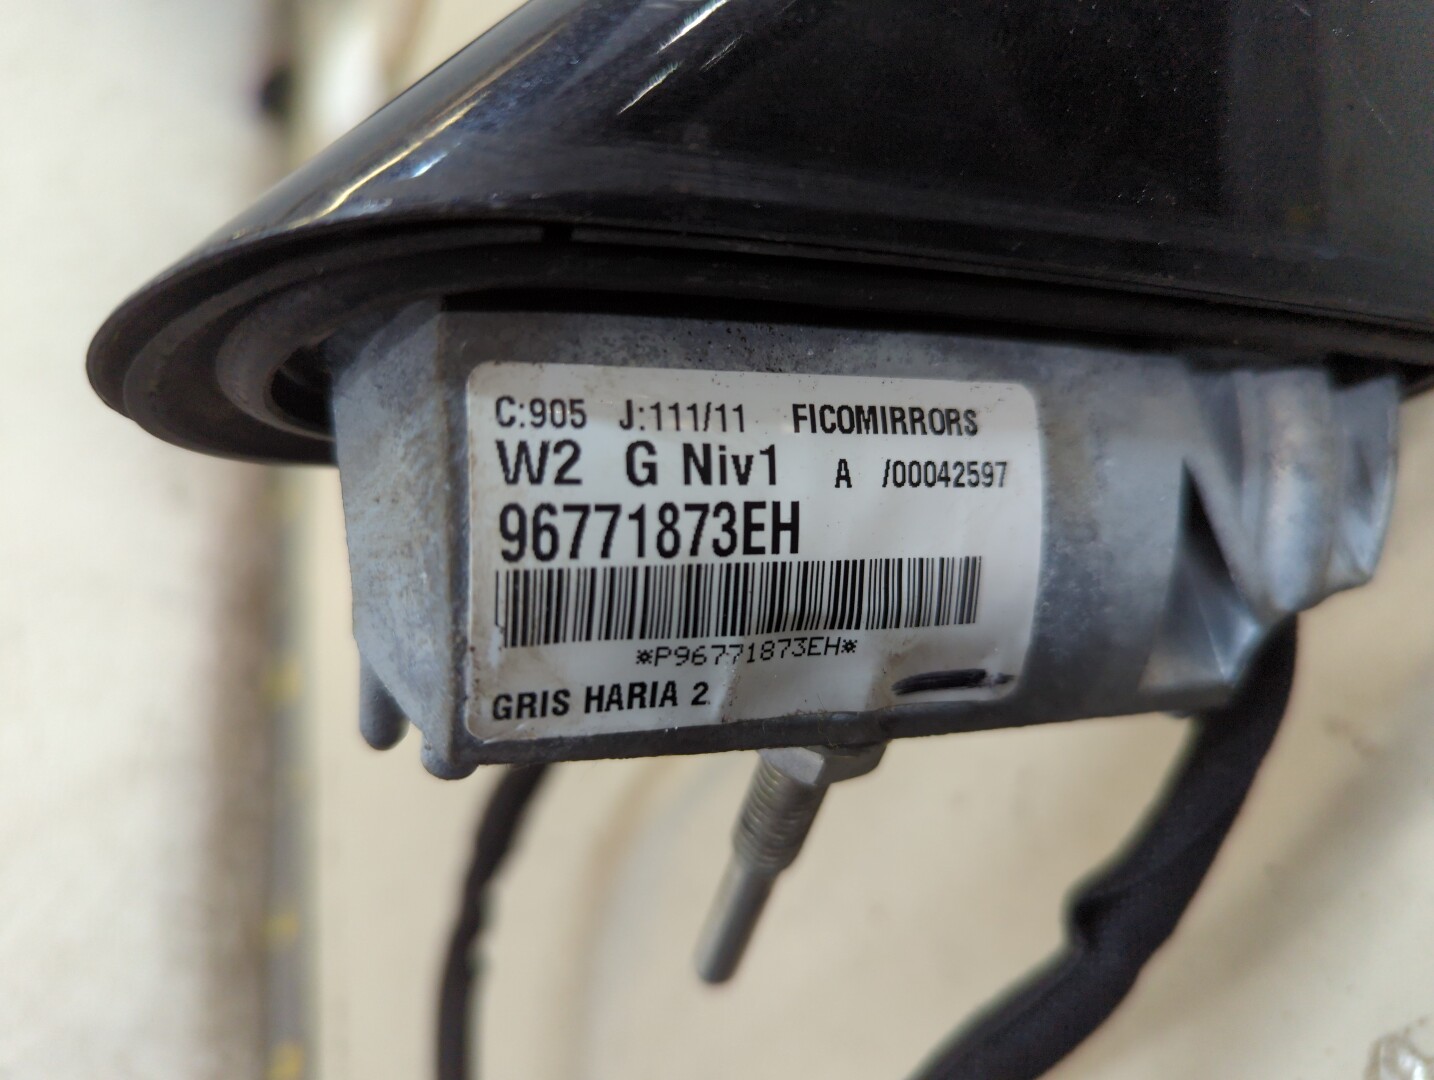 C:905 J:111/11 FICOMIRRORS
W2 G Niv1 A /00042597
96771873EH
*P96771873EH*
GRIS HARIA 2